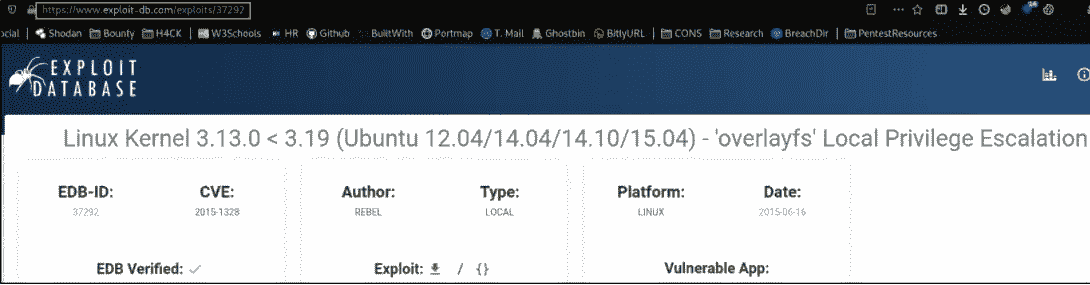 https://www.exploit-db.com/exploits/37292
ocial Shodan Bounty H4CK W3Schools HR Github BuiltWith Portmap T. Mail Ghostbin BitlyURL CONS Research BreachDir PentestResources
EXPLOIT
DATABASE
Linux Kernel 3.13.0 < 3.19 (Ubuntu 12.04/14.04/14.10/15.04) - 'overlayfs' Local Privilege Escalation
EDB-ID: CVE: Author: Type: Platform: Date:
37292 2015-1328 REBEL LOCAL LINUX 2015-06-16
EDB Verified: Exploit: / {} Vulnerable App: